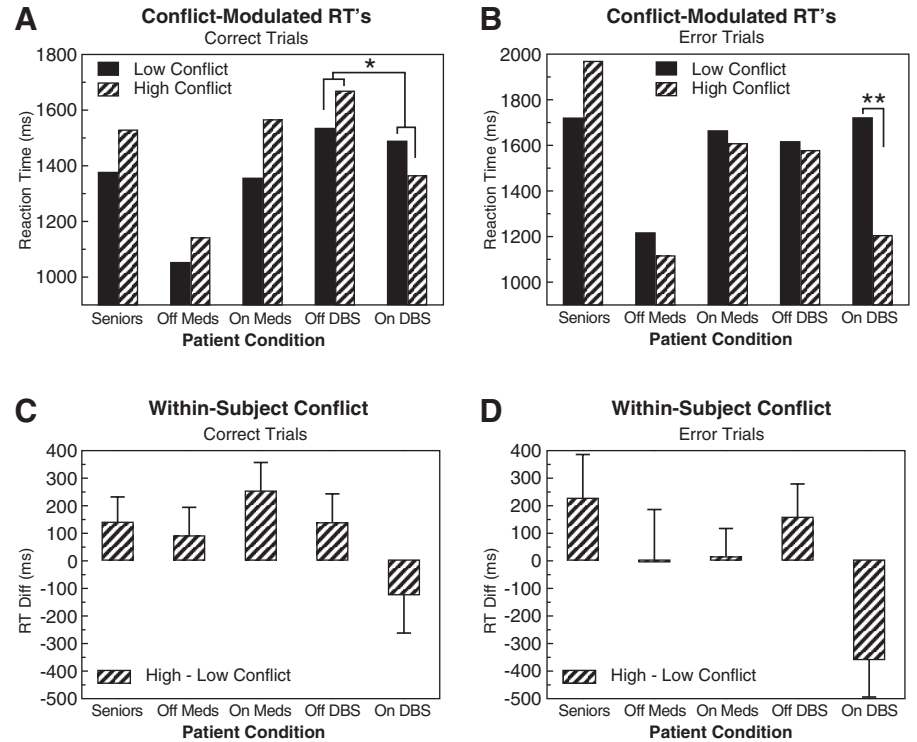 A
Conflict-Modulated RT's
Correct Trials
Reaction Time (ms)
1800
1600
1400
1200
1000
Low Conflict
High Conflict
*
Seniors Off Meds On Meds Off DBS On DBS
Patient Condition
B
Conflict-Modulated RT's
Error Trials
Reaction Time (ms)
2000
1800
1600
1400
1200
1000
Low Conflict
High Conflict
**
Seniors Off Meds On Meds Off DBS On DBS
Patient Condition
C
Within-Subject Conflict
Correct Trials
RT Diff (ms)
400
300
200
100
0
-100
-200
-300
-400
-500
High - Low Conflict
Seniors Off Meds On Meds Off DBS On DBS
Patient Condition
D
Within-Subject Conflict
Error Trials
RT Diff (ms)
400
300
200
100
0
-100
-200
-300
-400
-500
High - Low Conflict
Seniors Off Meds On Meds Off DBS On DBS
Patient Condition